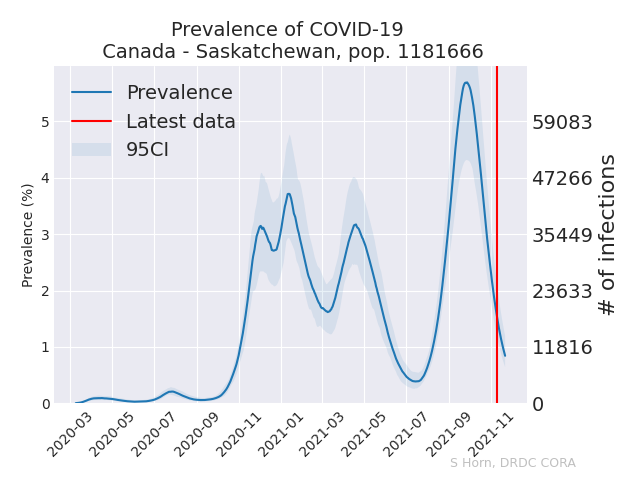 Prevalence of COVID-19
Canada - Saskatchewan, pop. 1181666
Prevalence
Latest data
95CI
Prevalence (%)
5
4
3
2
1
0
59083
47266
35449
23633
11816
0
# of infections
2020-03
2020-05
2020-07
2020-09
2020-11
2021-01
2021-03
2021-05
2021-07
2021-09
2021-11
S Horn, DRDC CORA